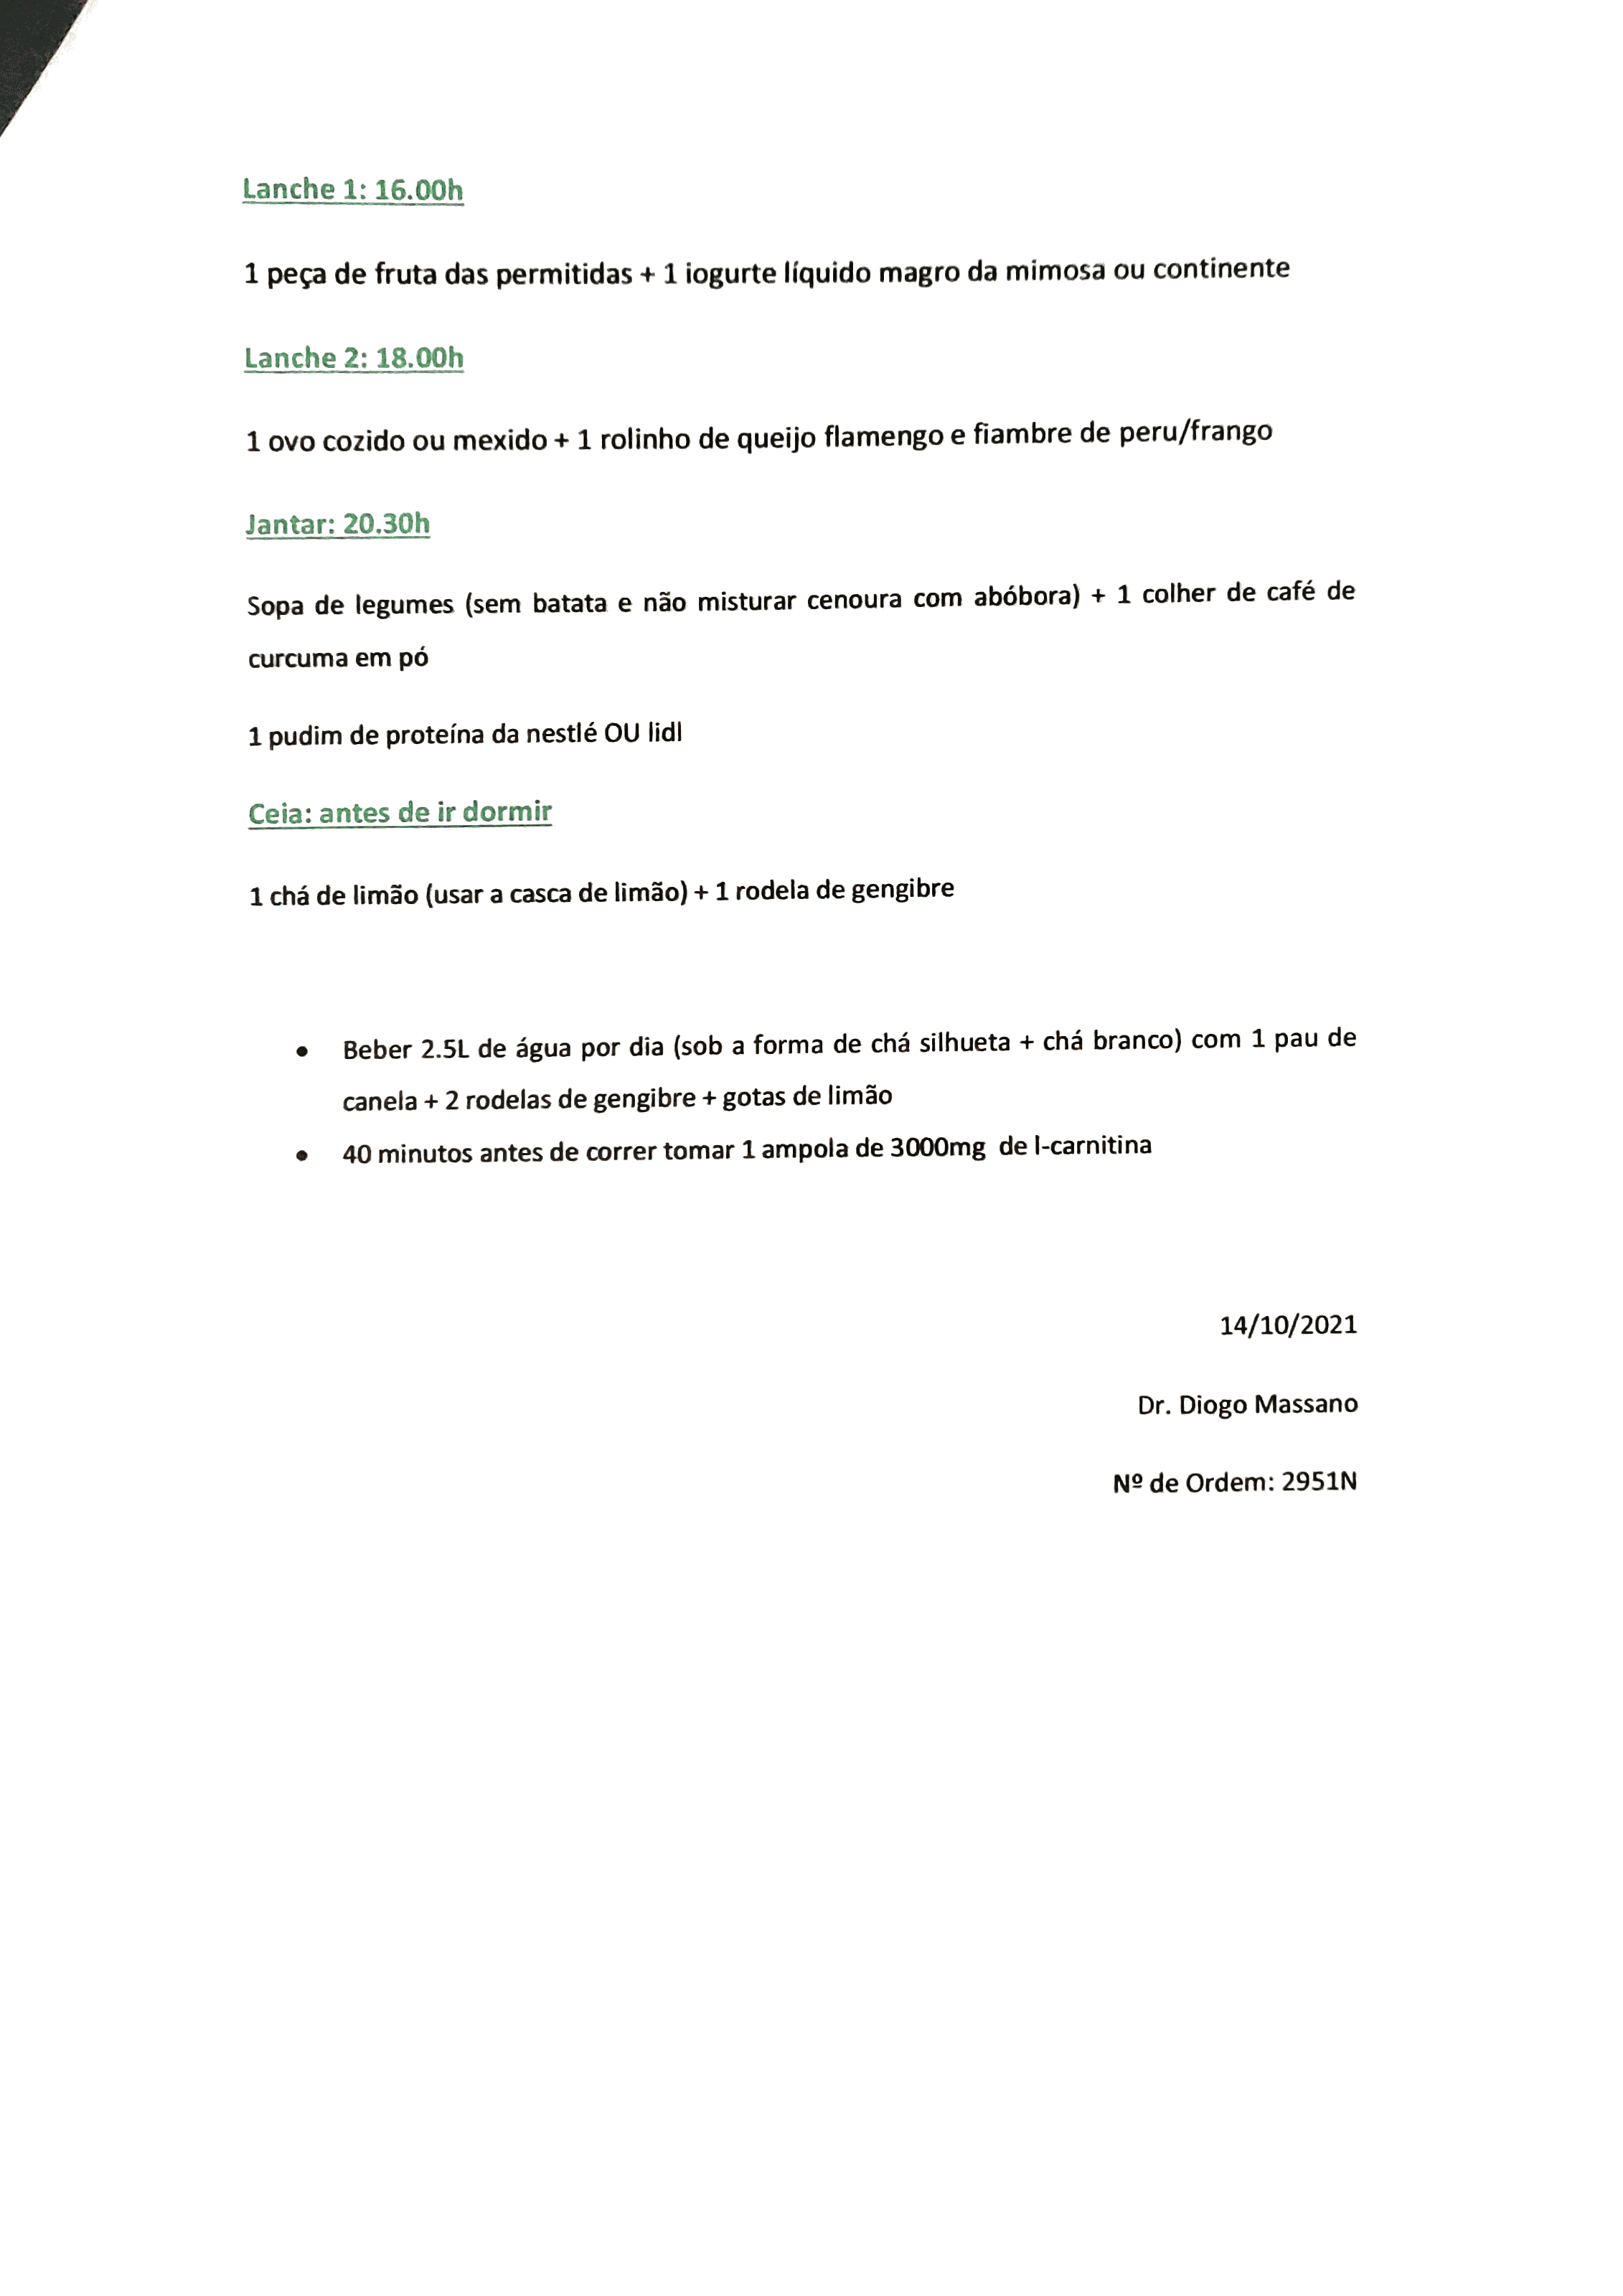 Lanche 1: 16.00h
1 peça de fruta das permitidas + 1 iogurte líquido magro da mimosa ou continente
Lanche 2: 18.00h
1 ovo cozido ou mexido + 1 rolinho de queijo flamengo e fiambre de peru/frango
Jantar: 20.30h
Sopa de legumes (sem batata e não misturar cenoura com abóbora) + 1 colher de café de
curcuma em pó
1 pudim de proteína da nestlé OU lidl
Ceia: antes de ir dormir
1 chá de limão (usar a casca de limão) + 1 rodela de gengibre
• Beber 2.5L de água por dia (sob a forma de chá silhueta + chá branco) com 1 pau de
canela + 2 rodelas de gengibre + gotas de limão
• 40 minutos antes de correr tomar 1 ampola de 3000mg de l-carnitina
14/10/2021
Dr. Diogo Massano
Nº de Ordem: 2951N